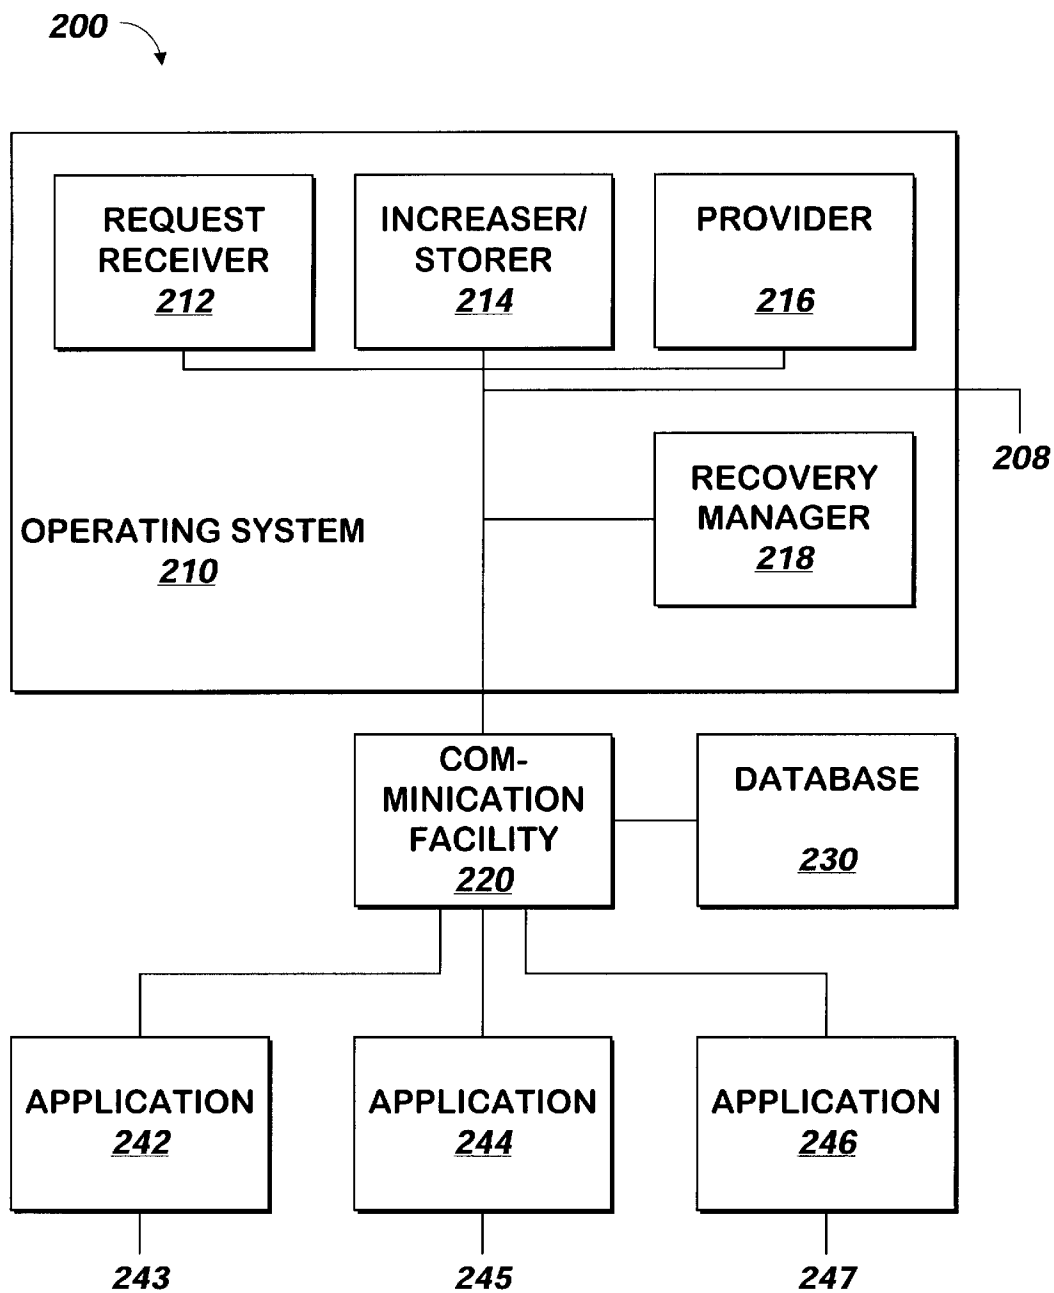 200
REQUEST
RECEIVER
212
INCREASER/
STORER
214
PROVIDER
216
208
RECOVERY
MANAGER
218
OPERATING SYSTEM
210
COM-
MINICATION
FACILITY
220
DATABASE
230
APPLICATION
242
APPLICATION
244
APPLICATION
246
243
245
247